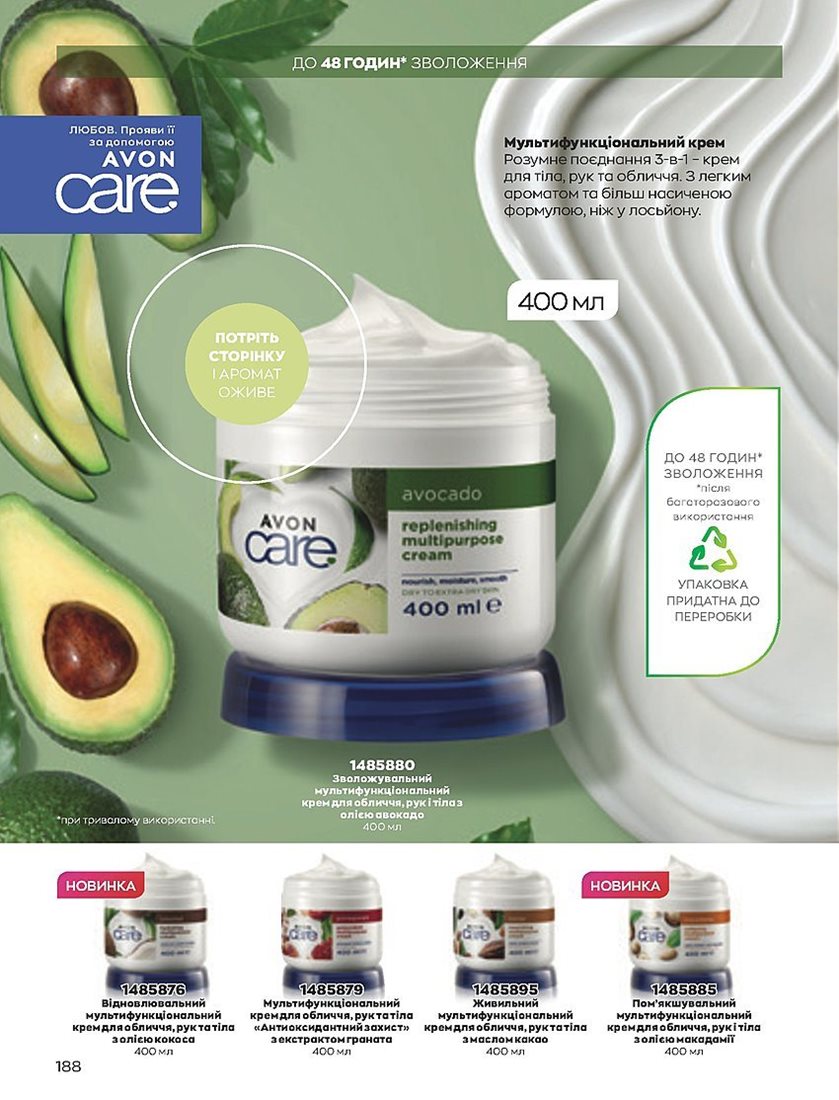 ДО 48 ГОДИН* ЗВОЛОЖЕННЯ
ЛЮБОВ. Прояви її
за допомогою
AVON
care
Мультифункціональний крем
Розумне поєднання 3-в-1 – крем
для тіла, рук та обличчя. З легким
ароматом та більш насиченою
формулою, ніж у лосьйону.
400 мл
ПОТРІТЬ
СТОРІНКУ
І АРОМАТ
ОЖИВЕ
ДО 48 ГОДИН*
ЗВОЛОЖЕННЯ
*після
багаторазового
використання
УПАКОВКА
ПРИДАТНА ДО
ПЕРЕРОБКИ
AVON
care
avocado
replenishing
multipurpose
cream
nourish, moisture, smooth
DRY TO EXTRA DRY SKIN
400 ml e
1485880
Зволожувальний
мультифункціональний
крем для обличчя, рук і тіла з
олією авокадо
400 мл
*при тривалому використанні.
НОВИНКА
НОВИНКА
care
care
care
care
1485876
Відновлювальний
мультифункціональний
крем для обличчя, рук та тіла
з олією кокоса
400 мл
1485879
Мультифункціональний
крем для обличчя, рук та тіла
«Антиоксидантний захист»
з екстрактом граната
400 мл
1485895
Живильний
мультифункціональний
крем для обличчя, рук та тіла
з маслом какао
400 мл
1485885
Пом'якшувальний
мультифункціональний
крем для обличчя, рук і тіла
з олією макадамії
400 мл
188